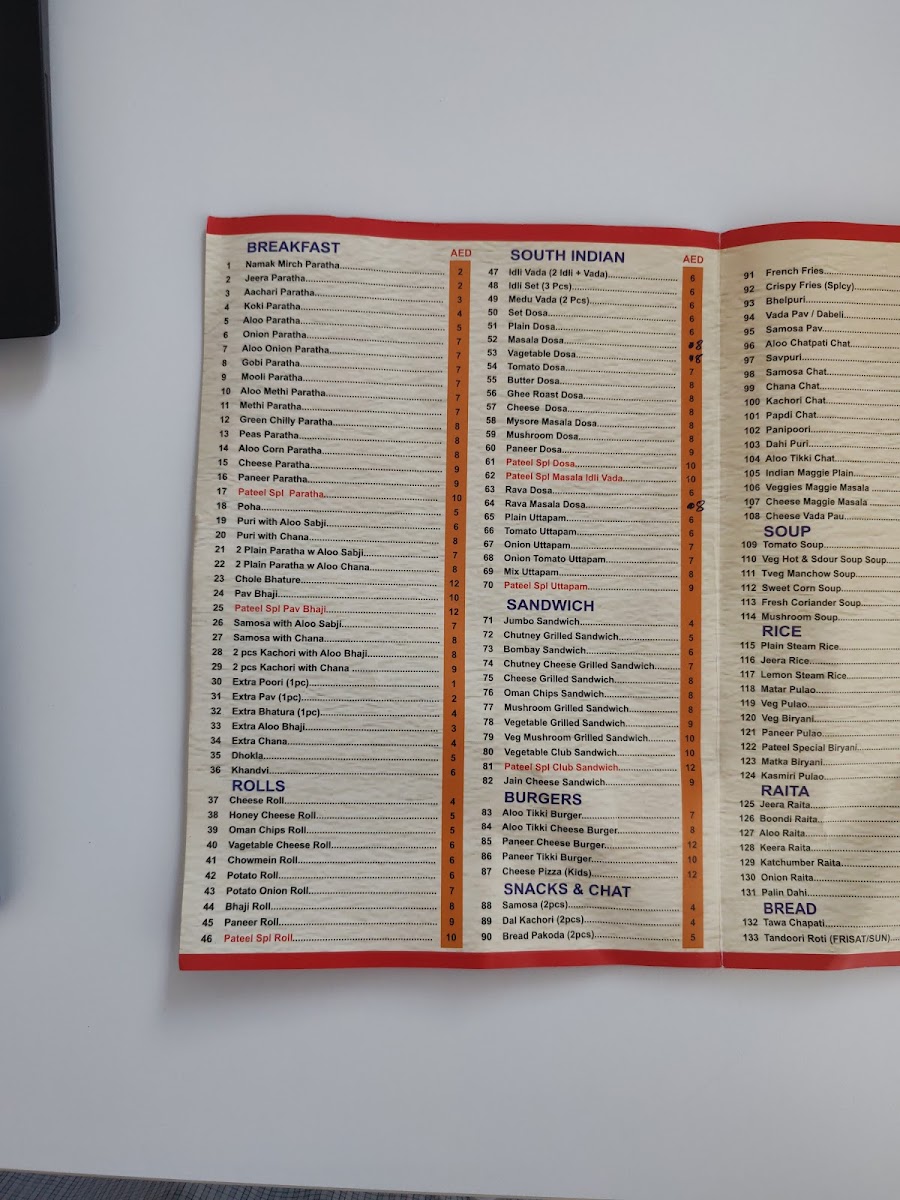 BREAKFAST AED
1 Namak Mirch Paratha 2
2 Jeera Paratha 2
3 Aachari Paratha 3
4 Koki Paratha 4
5 Aloo Paratha 5
6 Onion Paratha 7
7 Aloo Onion Paratha 7
8 Gobi Paratha 7
9 Mooli Paratha 7
10 Aloo Methi Paratha 7
11 Methi Paratha 7
12 Green Chilly Paratha 8
13 Peas Paratha 8
14 Aloo Corn Paratha 8
15 Cheese Paratha 9
16 Paneer Paratha 9
17 Pateel Spl Paratha 10
18 Poha 5
19 Puri with Aloo Sabji 6
20 Puri with Chana 8
21 2 Plain Paratha w Aloo Sabji 7
22 2 Plain Paratha w Aloo Chana 8
23 Chole Bhature 12
24 Pav Bhaji 10
25 Pateel Spl Pav Bhaji 12
26 Samosa with Aloo Sabji 7
27 Samosa with Chana 8
28 2 pcs Kachori with Aloo Bhaji 8
29 2 pcs Kachori with Chana 9
30 Extra Poori (1pc) 1
31 Extra Pav (1pc) 2
32 Extra Bhatura (1pc) 4
33 Extra Aloo Bhaji 3
34 Extra Chana 4
35 Dhokla 5
36 Khandvi 6
ROLLS
37 Cheese Roll 4
38 Honey Cheese Roll 5
39 Oman Chips Roll 5
40 Vagetable Cheese Roll 6
41 Chowmein Roll 6
42 Potato Roll 6
43 Potato Onion Roll 7
44 Bhaji Roll 8
45 Paneer Roll 9
46 Pateel Spl Roll 10
SOUTH INDIAN AED
47 Idli Vada (2 Idli + Vada) 6
48 Idli Set (3 Pcs) 6
49 Medu Vada (2 Pcs) 6
50 Set Dosa 6
51 Plain Dosa 6
52 Masala Dosa 08
53 Vagetable Dosa 08
54 Tomato Dosa 7
55 Butter Dosa 8
56 Ghee Roast Dosa 8
57 Cheese Dosa 8
58 Mysore Masala Dosa 8
59 Mushroom Dosa 8
60 Paneer Dosa 9
61 Pateel Spl Dosa 10
62 Pateel Spl Masala Idli Vada 10
63 Rava Dosa 6
64 Rava Masala Dosa 08
65 Plain Uttapam 6
66 Tomato Uttapam 6
67 Onion Uttapam 7
68 Onion Tomato Uttapam 7
69 Mix Uttapam 8
70 Pateel Spl Uttapam 9
SANDWICH
71 Jumbo Sandwich 4
72 Chutney Grilled Sandwich 5
73 Bombay Sandwich 6
74 Chutney Cheese Grilled Sandwich 7
75 Cheese Grilled Sandwich 8
76 Oman Chips Sandwich 8
77 Mushroom Grilled Sandwich 8
78 Vegetable Grilled Sandwich 9
79 Veg Mushroom Grilled Sandwich 10
80 Vegetable Club Sandwich 10
81 Pateel Spl Club Sandwich 12
82 Jain Cheese Sandwich 9
BURGERS
83 Aloo Tikki Burger 7
84 Aloo Tikki Cheese Burger 8
85 Paneer Cheese Burger 12
86 Paneer Tikki Burger 10
87 Cheese Pizza (Kids) 12
SNACKS & CHAT
88 Samosa (2pcs) 4
89 Dal Kachori (2pcs) 4
90 Bread Pakoda (2pcs) 5
91 French Fries
92 Crispy Fries (Spicy)
93 Bhelpuri
94 Vada Pav / Dabeli
95 Samosa Pav
96 Aloo Chatpati Chat
97 Savpuri
98 Samosa Chat
99 Chana Chat
100 Kachori Chat
101 Papdi Chat
102 Panipoori
103 Dahi Puri
104 Aloo Tikki Chat
105 Indian Maggie Plain
106 Veggies Maggie Masala
107 Cheese Maggie Masala
108 Cheese Vada Pau
SOUP
109 Tomato Soup
110 Veg Hot & Sdour Soup Soup
111 Tveg Manchow Soup
112 Sweet Corn Soup
113 Fresh Coriander Soup
114 Mushroom Soup
RICE
115 Plain Steam Rice
116 Jeera Rice
117 Lemon Steam Rice
118 Matar Pulao
119 Veg Pulao
120 Veg Biryani
121 Paneer Pulao
122 Pateel Special Biryani
123 Matka Biryani
124 Kasmiri Pulao
RAITA
125 Jeera Raita
126 Boondi Raita
127 Aloo Raita
128 Keera Raita
129 Katchumber Raita
130 Onion Raita
131 Palin Dahi
BREAD
132 Tawa Chapati
133 Tandoori Roti (FRISAT/SUN)